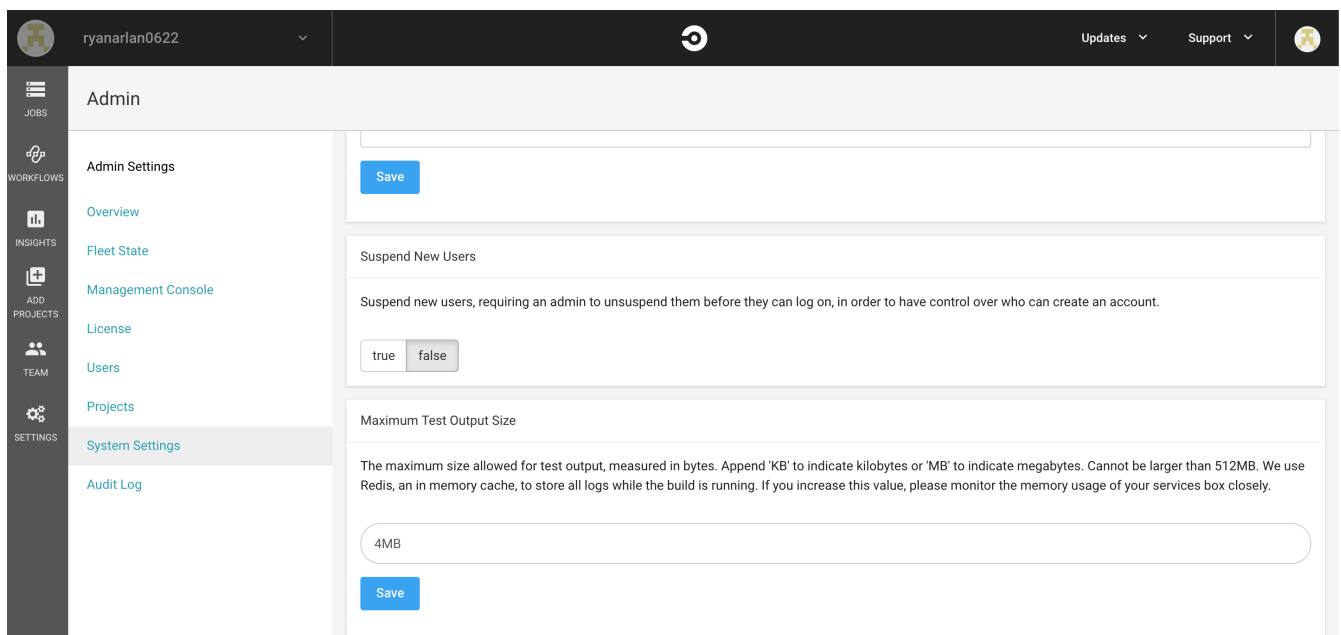 ryanarlan0622
Updates
Support
JOBS
WORKFLOWS
INSIGHTS
ADD
PROJECTS
TEAM
SETTINGS
Admin
Admin Settings
Overview
Fleet State
Management Console
License
Users
Projects
System Settings
Audit Log
Save
Suspend New Users
Suspend new users, requiring an admin to unsuspend them before they can log on, in order to have control over who can create an account.
true false
Maximum Test Output Size
The maximum size allowed for test output, measured in bytes. Append 'KB' to indicate kilobytes or 'MB' to indicate megabytes. Cannot be larger than 512MB. We use
Redis, an in memory cache, to store all logs while the build is running. If you increase this value, please monitor the memory usage of your services box closely.
4MB
Save